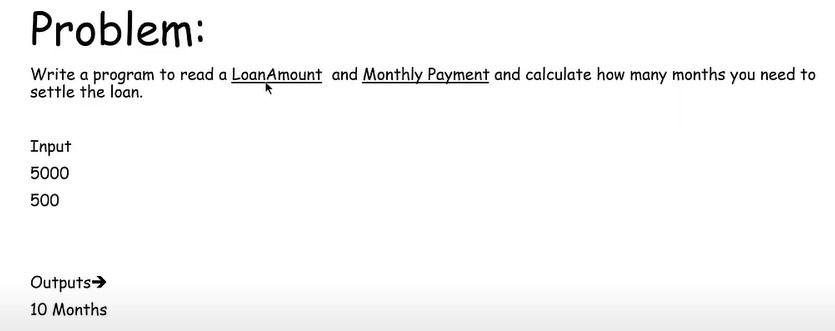 Problem:
Write a program to read a LoanAmount and Monthly Payment and calculate how many months you need to
settle the loan.
Input
5000
500
Outputs➔
10 Months